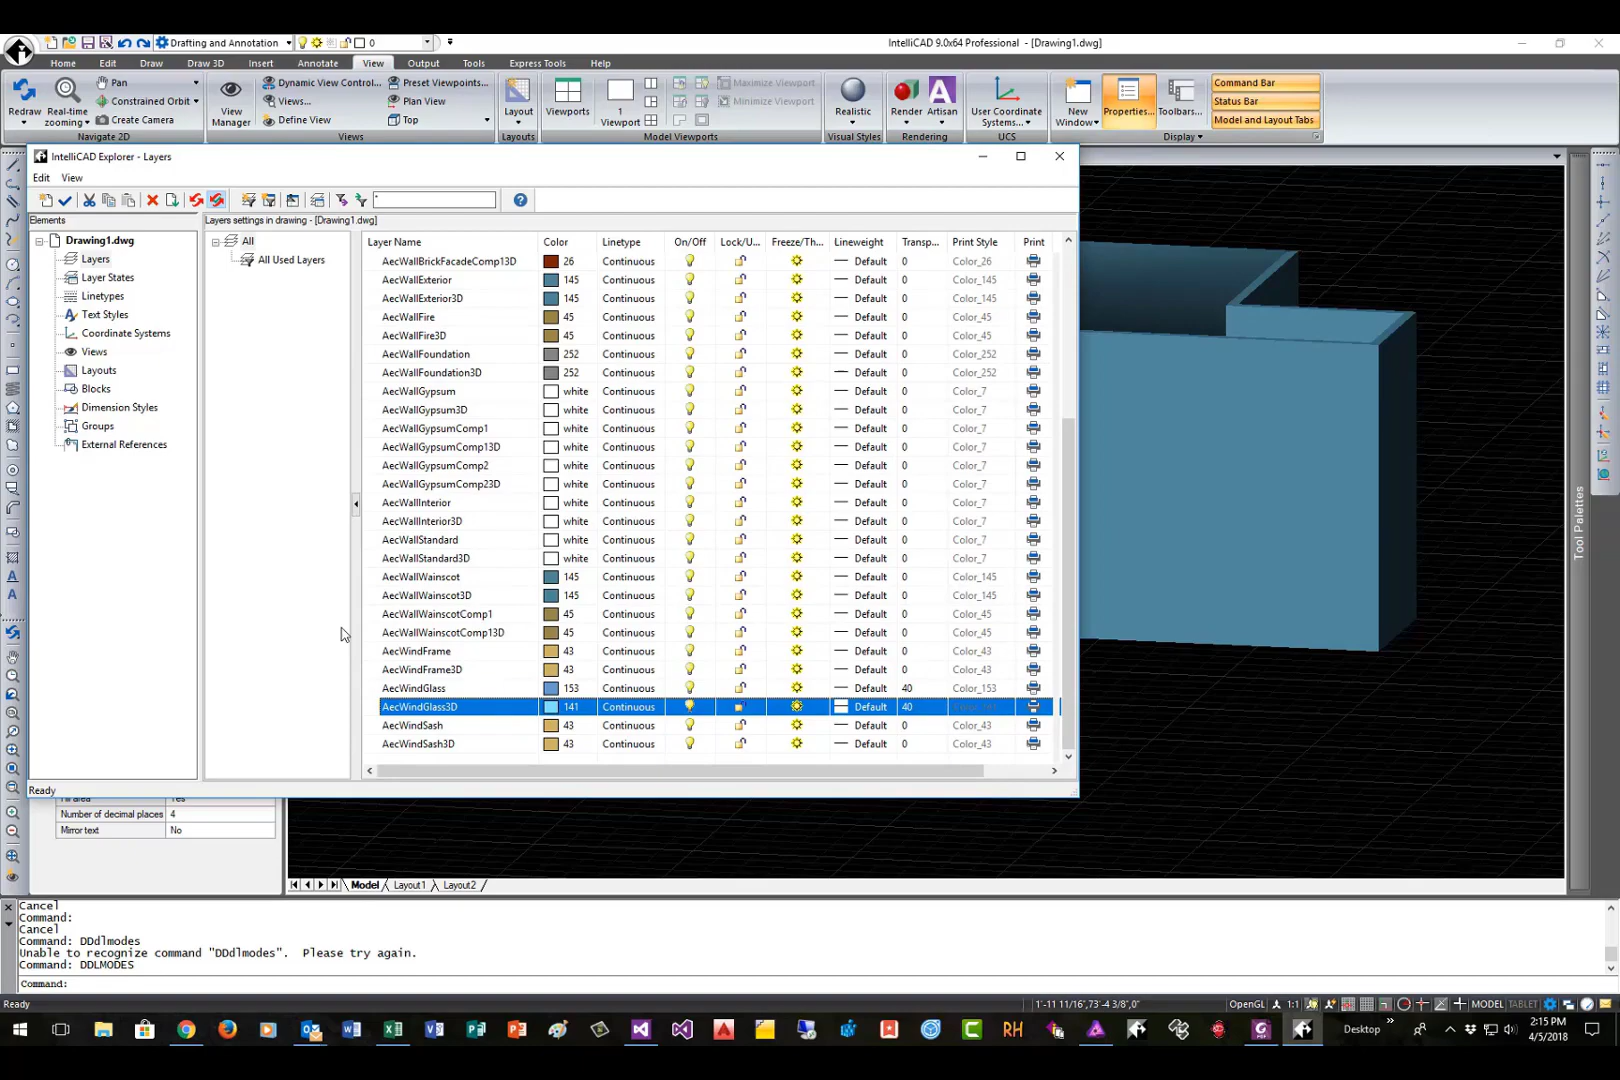 Drafting and Annotation
0
IntelliCAD 9.0x64 Professional - [Drawing1.dwg]
Home Edit Draw Draw 3D Insert Annotate View Output Tools Express Tools Help
Redraw
Real-time zooming
Pan
Constrained Orbit
Create Camera
Navigate 2D
View Manager
Dynamic View Control...
Views...
Define View
Preset Viewpoints...
Plan View
Top
Views
Layout
Layouts
Viewports
1 Viewport
Maximize Viewport
Minimize Viewport
Model Viewports
Realistic
Visual Styles
Render
Artisan
Rendering
User Coordinate Systems...
UCS
New Window
Properties...
Toolbars...
Command Bar
Status Bar
Model and Layout Tabs
Display
IntelliCAD Explorer - Layers
Edit View
*
Elements
Drawing1.dwg
Layers
Layer States
Linetypes
Text Styles
Coordinate Systems
Views
Layouts
Blocks
Dimension Styles
Groups
External References
Layers settings in drawing - [Drawing1.dwg]
All
All Used Layers
Layer Name Color Linetype On/Off Lock/U... Freeze/Th... Lineweight Transp... Print Style Print
AecWallBrickFacadeComp13D 26 Continuous Default 0 Color_26
AecWallExterior 145 Continuous Default 0 Color_145
AecWallExterior3D 145 Continuous Default 0 Color_145
AecWallFire 45 Continuous Default 0 Color_45
AecWallFire3D 45 Continuous Default 0 Color_45
AecWallFoundation 252 Continuous Default 0 Color_252
AecWallFoundation3D 252 Continuous Default 0 Color_252
AecWallGypsum white Continuous Default 0 Color_7
AecWallGypsum3D white Continuous Default 0 Color_7
AecWallGypsumComp1 white Continuous Default 0 Color_7
AecWallGypsumComp13D white Continuous Default 0 Color_7
AecWallGypsumComp2 white Continuous Default 0 Color_7
AecWallGypsumComp23D white Continuous Default 0 Color_7
AecWallInterior white Continuous Default 0 Color_7
AecWallInterior3D white Continuous Default 0 Color_7
AecWallStandard white Continuous Default 0 Color_7
AecWallStandard3D white Continuous Default 0 Color_7
AecWallWainscot 145 Continuous Default 0 Color_145
AecWallWainscot3D 145 Continuous Default 0 Color_145
AecWallWainscotComp1 45 Continuous Default 0 Color_45
AecWallWainscotComp13D 45 Continuous Default 0 Color_45
AecWindFrame 43 Continuous Default 0 Color_43
AecWindFrame3D 43 Continuous Default 0 Color_43
AecWindGlass 153 Continuous Default 40 Color_153
AecWindGlass3D 141 Continuous Default 40
AecWindSash 43 Continuous Default 0 Color_43
AecWindSash3D 43 Continuous Default 0 Color_43
Ready
Number of decimal places 4
Mirror text No
Tool Palettes
Model Layout1 Layout2
Cancel
Command:
Cancel
Command: DDdlmodes
Unable to recognize command "DDdlmodes". Please try again.
Command: DDLMODES
Command:
Ready
1'-11 11/16",73'-4 3/8",0"
OpenGL 1:1 MODEL TABLET
RH
Desktop
2:15 PM
4/5/2018